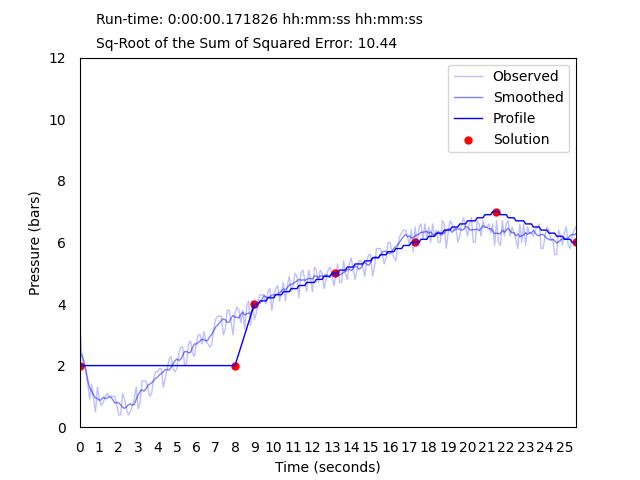 Run-time: 0:00:00.171826 hh:mm:ss hh:mm:ss
Sq-Root of the Sum of Squared Error: 10.44
12
10
8
6
4
2
0
Pressure (bars)
Observed
Smoothed
Profile
Solution
0 1 2 3 4 5 6 7 8 9 10 11 12 13 14 15 16 17 18 19 20 21 22 23 24 25
Time (seconds)